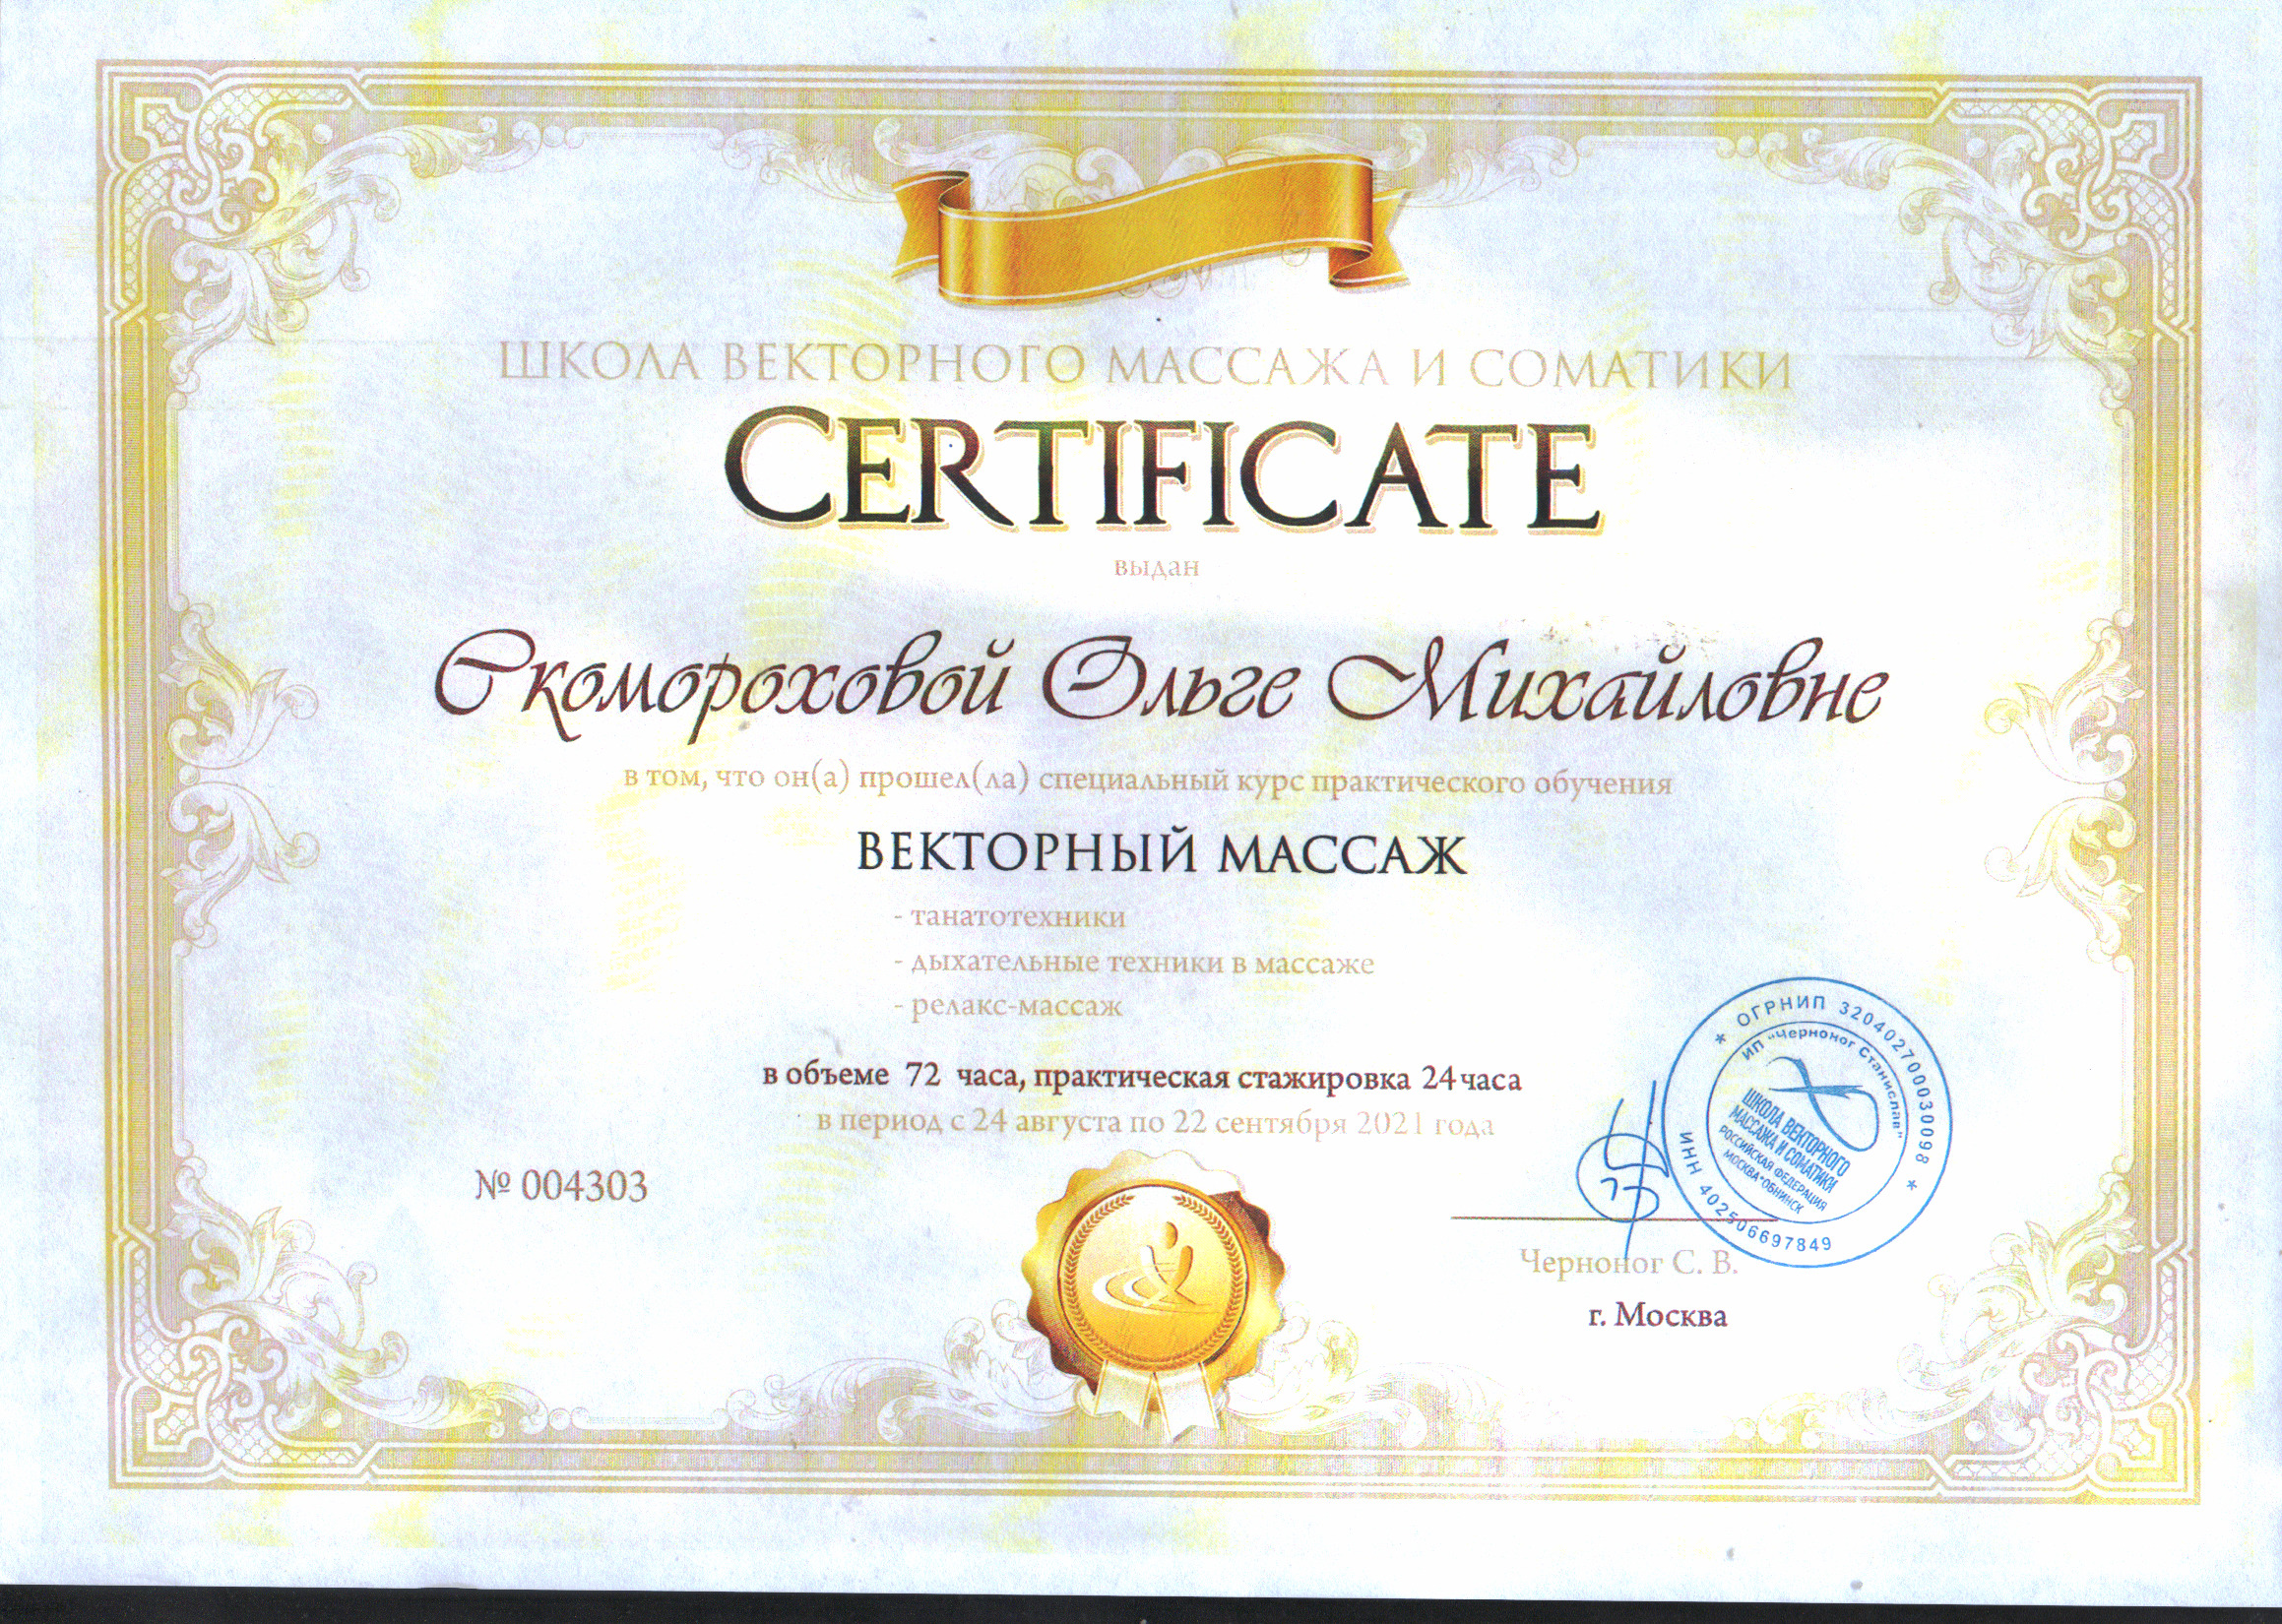 ШКОЛА ВЕКТОРНОГО МАССАЖА И СОМАТИКИ
CERTIFICATE
выдан
Скомороховой Ольге Михайловне
в том, что он(а) прошел(ла) специальный курс практического обучения
ВЕКТОРНЫЙ МАССАЖ
- танатотехники
- дыхательные техники в массаже
- релакс-массаж
в объеме 72 часа, практическая стажировка 24часа
в период с 24 августа по 22 сентября 2021 года
№ 004303
* ОГРНИП 320402700030098 *
ИП "Черноног Станислав"
ШКОЛА ВЕКТОРНОГО
МАССАЖА И СОМАТИКИ
РОССИЙСКАЯ ФЕДЕРАЦИЯ
МОСКВА*ОБНИНСК
ИНН 402506697849
Черноног С. В.
г. Москва